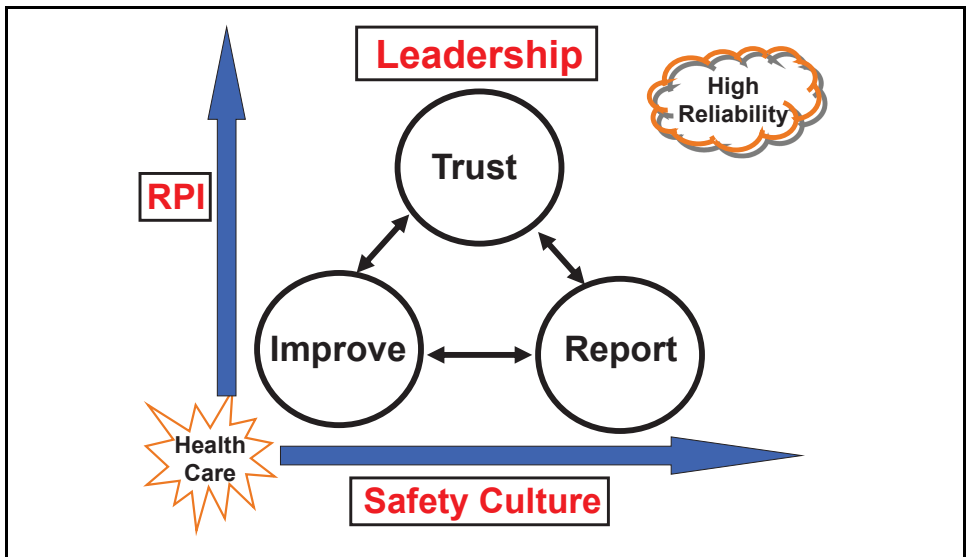 Leadership
High
Reliability
Trust
RPI
Improve
Report
Health
Care
Safety Culture